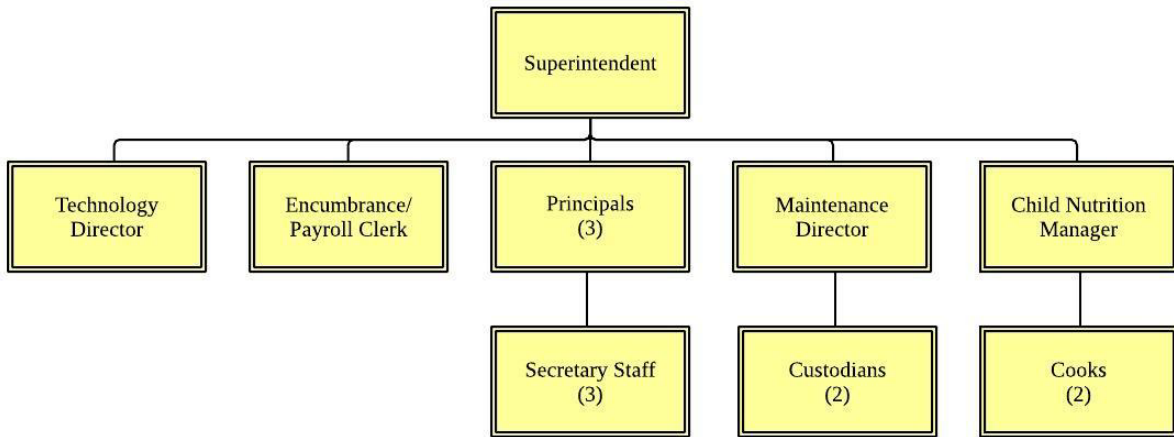 Superintendent
Technology
Director
Encumbrance/
Payroll Clerk
Principals
(3)
Maintenance
Director
Child Nutrition
Manager
Secretary Staff
(3)
Custodians
(2)
Cooks
(2)